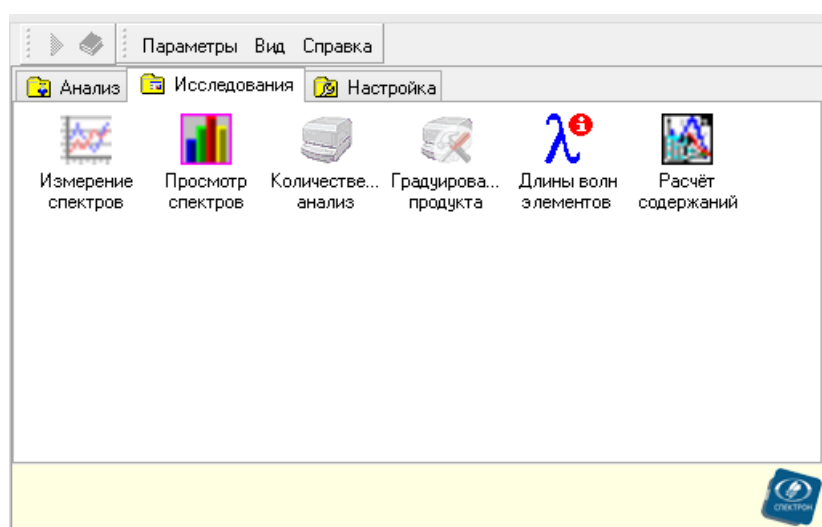 Параметры Вид Справка
Анализ Исследования Настройка
Измерение спектров
Просмотр спектров
Количестве... анализ
Градуирова... продукта
Длины волн элементов
Расчёт содержаний
СПЕКТРОН